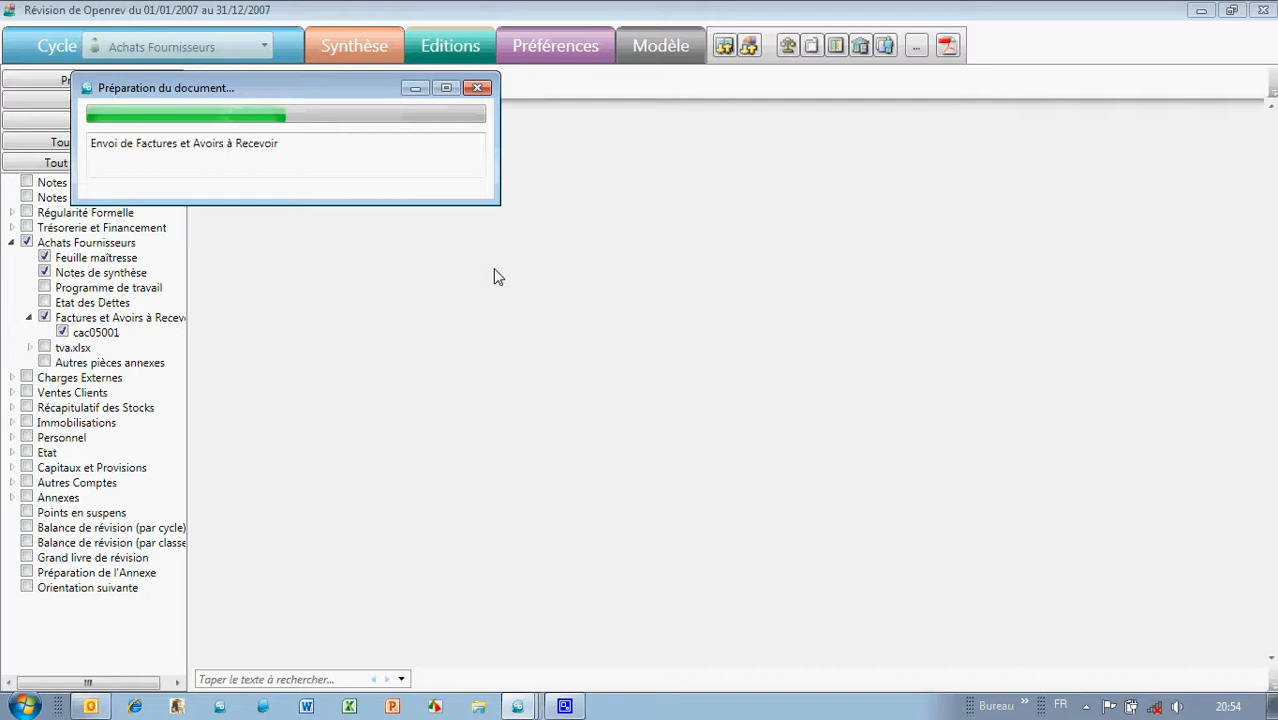 Révision de Openrev du 01/01/2007 au 31/12/2007
Cycle
Achats Fournisseurs
Synthèse
Editions
Préférences
Modèle
...
Préparation du document...
Envoi de Factures et Avoirs à Recevoir
Tout
Notes
Notes
Régularité Formelle
Trésorerie et Financement
Achats Fournisseurs
Feuille maîtresse
Notes de synthèse
Programme de travail
Etat des Dettes
Factures et Avoirs à Recev
cac05001
tva.xlsx
Autres pièces annexes
Charges Externes
Ventes Clients
Récapitulatif des Stocks
Immobilisations
Personnel
Etat
Capitaux et Provisions
Autres Comptes
Annexes
Points en suspens
Balance de révision (par cycle)
Balance de révision (par classe
Grand livre de révision
Préparation de l'Annexe
Orientation suivante
Taper le texte à rechercher...
Bureau
FR
20:54